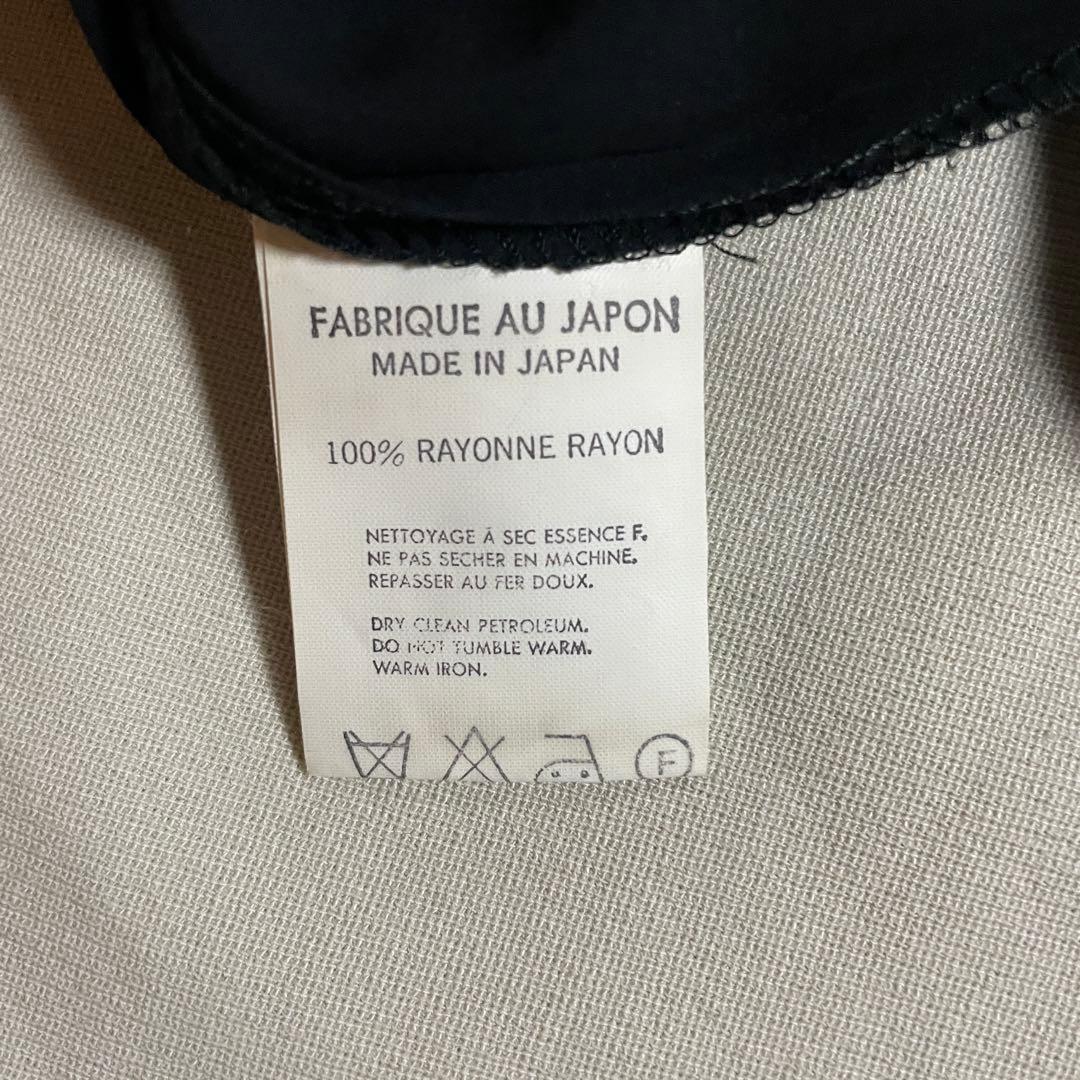 FABRIQUE AU JAPON
MADE IN JAPAN
100% RAYONNE RAYON
NETTOYAGE À SEC ESSENCE F.
NE PAS SECHER EN MACHINE.
REPASSER AU FER DOUX.
DRY CLEAN PETROLEUM.
DO NOT TUMBLE WARM.
WARM IRON.
F